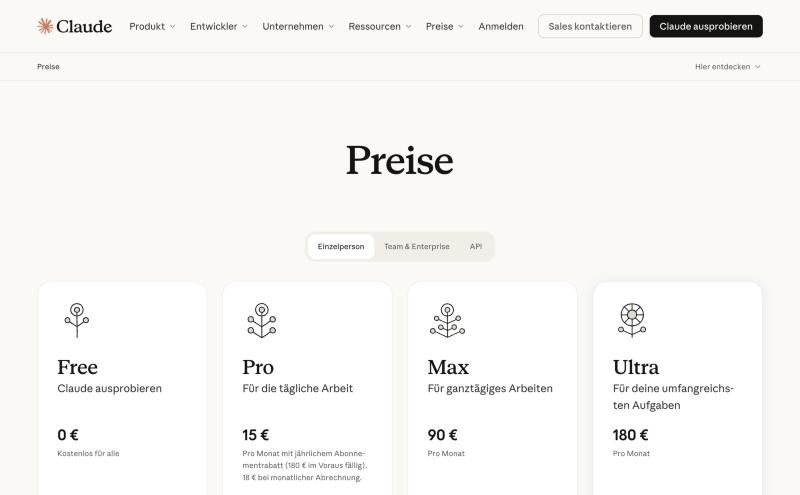 Claude
Produkt
Entwickler
Unternehmen
Ressourcen
Preise
Anmelden
Sales kontaktieren
Claude ausprobieren
Preise
Hier entdecken
Preise
Einzelperson
Team & Enterprise
API
Free
Claude ausprobieren
0 €
Kostenlos für alle
Pro
Für die tägliche Arbeit
15 €
Pro Monat mit jährlichem Abonne-
mentrabatt (180 € im Voraus fällig).
18 € bei monatlicher Abrechnung.
Max
Für ganztägiges Arbeiten
90 €
Pro Monat
Ultra
Für deine umfangreichs-
ten Aufgaben
180 €
Pro Monat